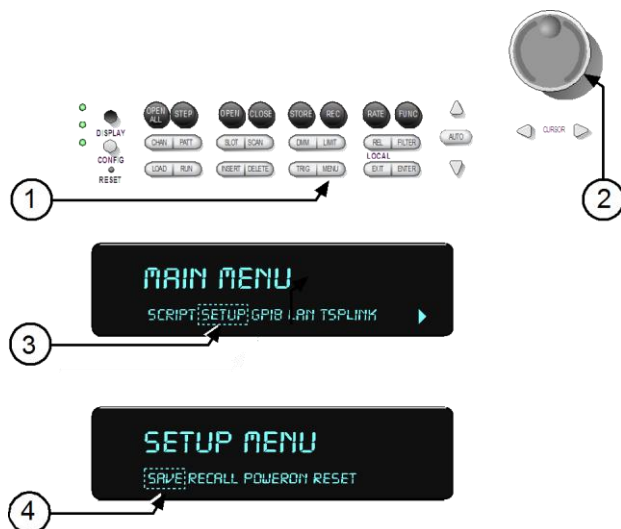 OPEN ALL STEP OPEN CLOSE STORE REC RATE FUNC
DISPLAY
CHAN PATT SLOT SCAN DMM LIMIT REL FILTER AUTO CURSOR
CONFIG
LOCAL
RESET
LOAD RUN INSERT DELETE TRIG MENU EXIT ENTER
1
2
MAIN MENU
SCRIPT SETUP GPIB LAN TSPLINK
3
SETUP MENU
SAVE RECALL POWERON RESET
4